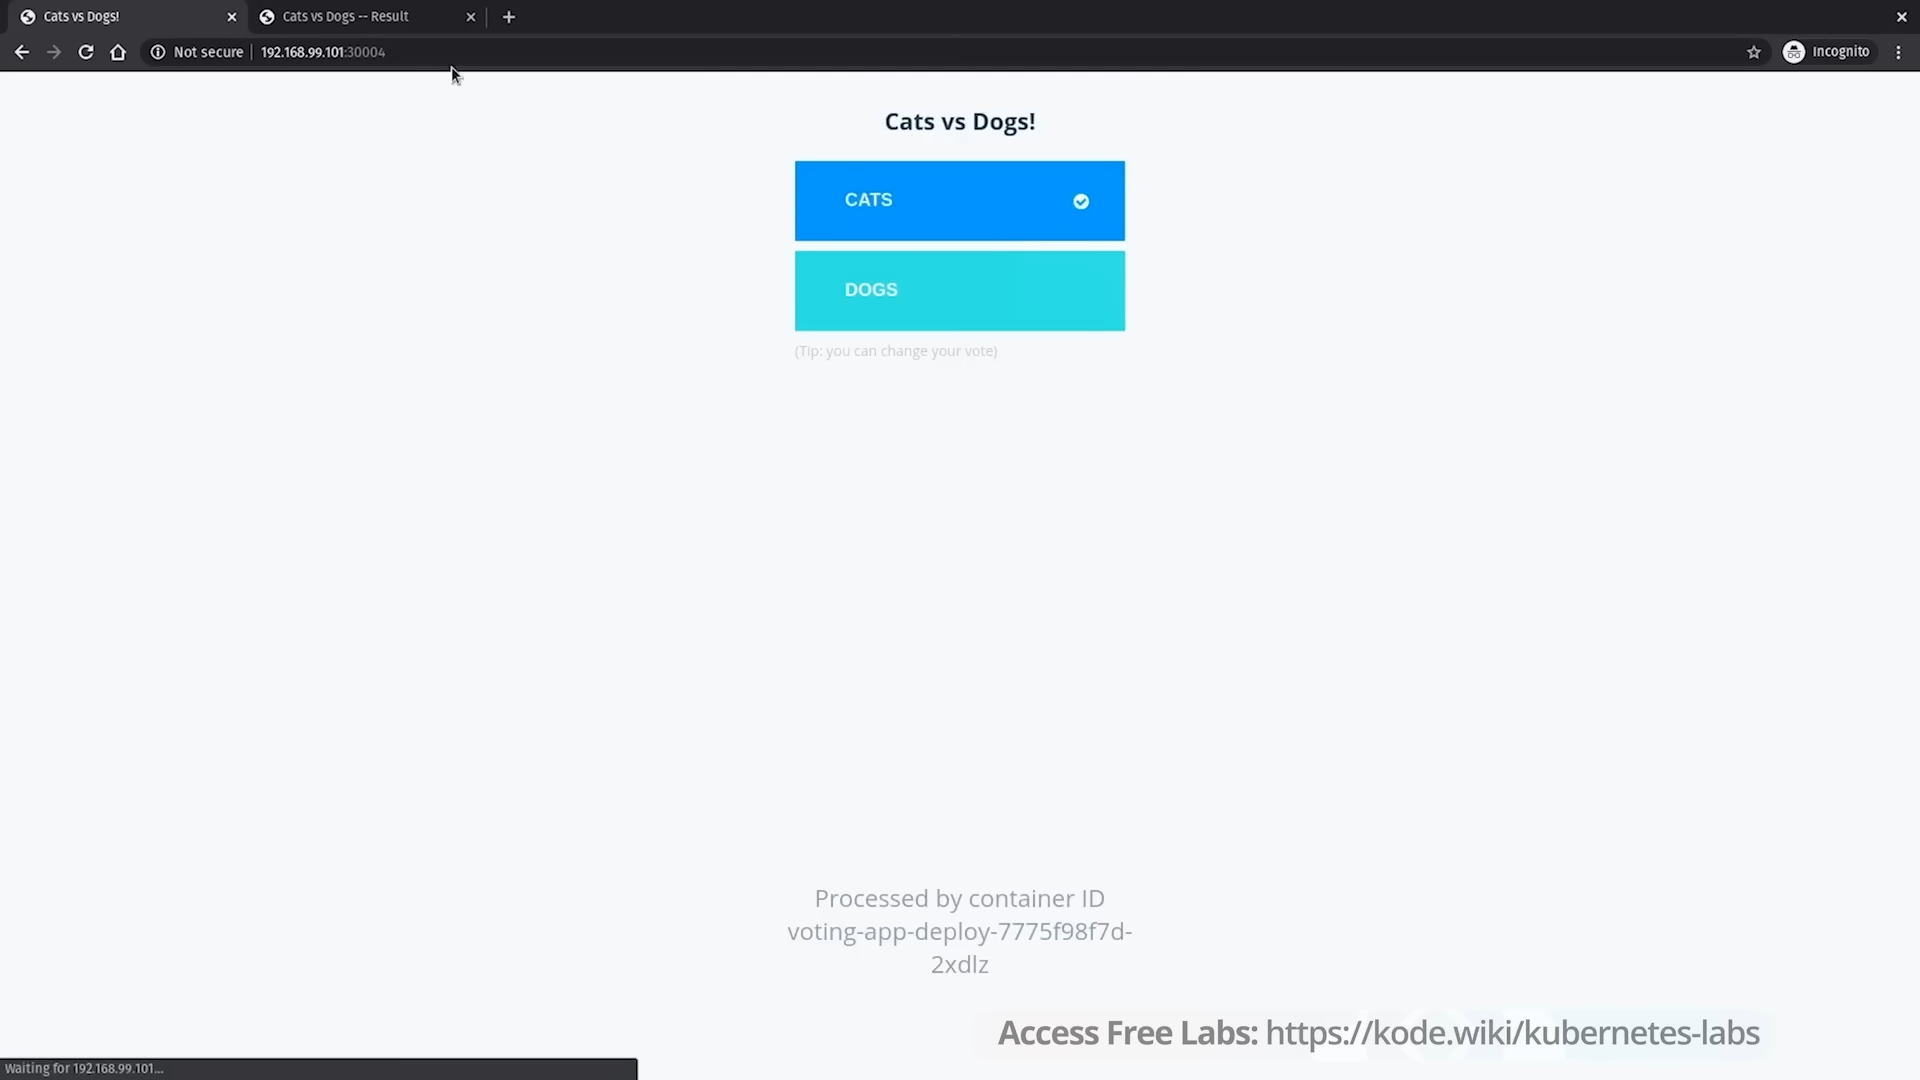 Cats vs Dogs!
Cats vs Dogs -- Result
Not secure
192.168.99.101:30004
Incognito
Cats vs Dogs!
CATS
DOGS
(Tip: you can change your vote)
Processed by container ID
voting-app-deploy-7775f98f7d-
2xdlz
Access Free Labs: https://kode.wiki/kubernetes-labs
Waiting for 192.168.99.101...